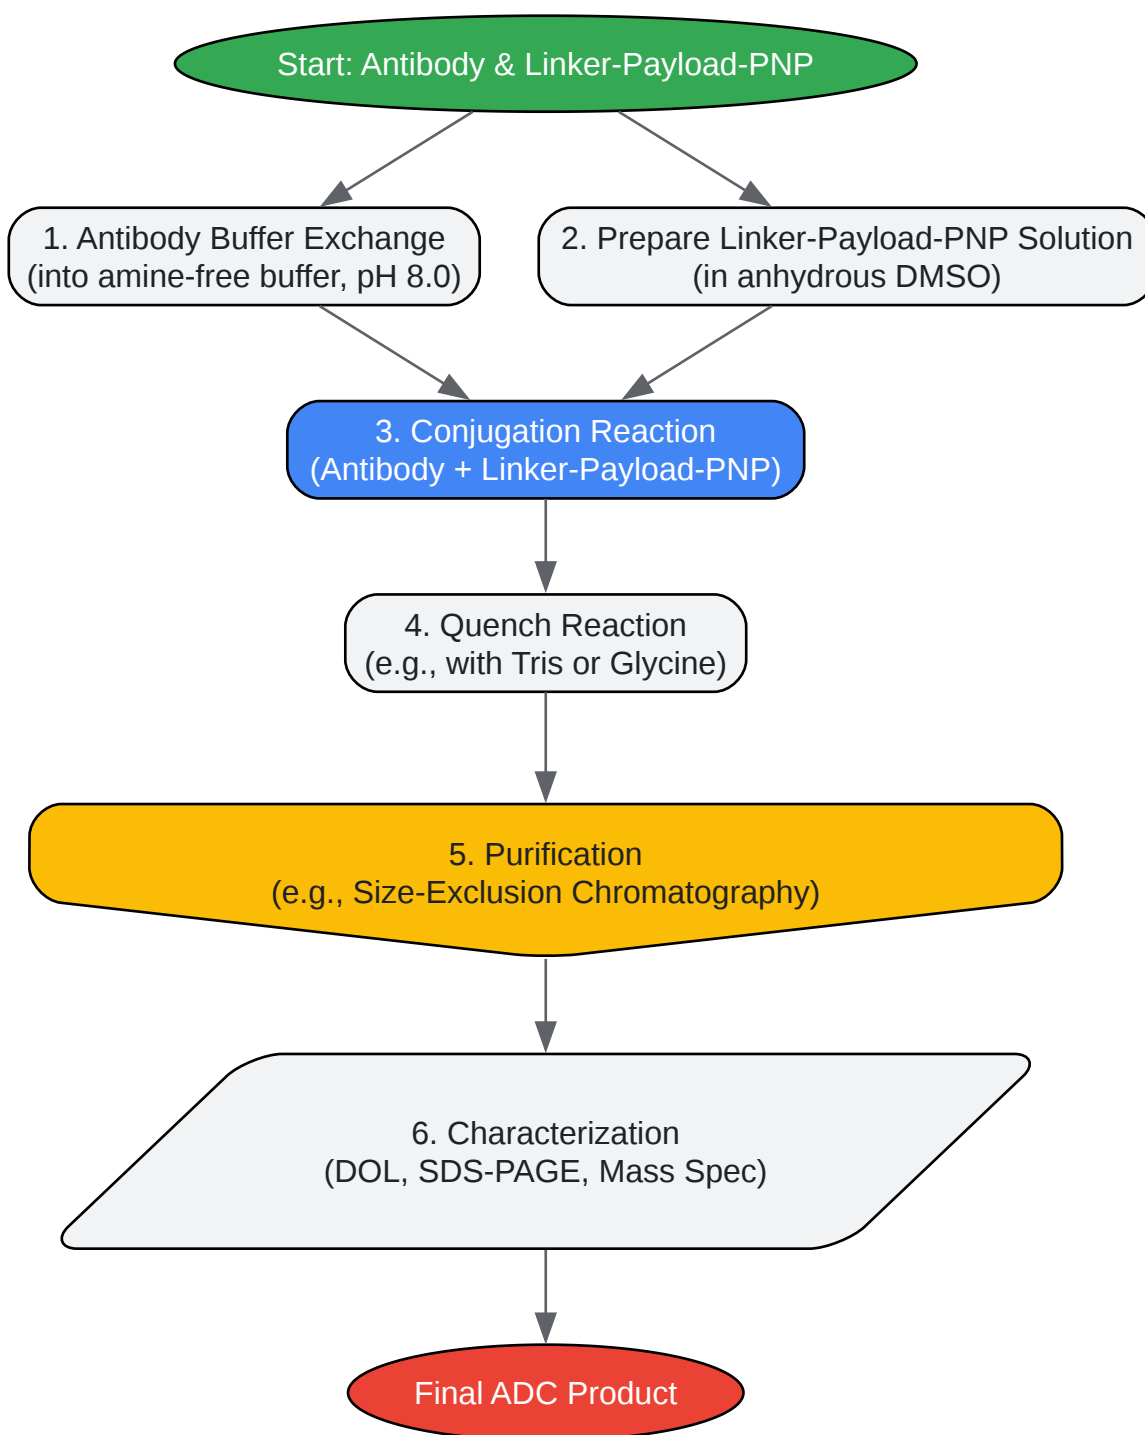 Start: Antibody & Linker-Payload-PNP
1. Antibody Buffer Exchange
(into amine-free buffer, pH 8.0)
2. Prepare Linker-Payload-PNP Solution
(in anhydrous DMSO)
3. Conjugation Reaction
(Antibody + Linker-Payload-PNP)
4. Quench Reaction
(e.g., with Tris or Glycine)
5. Purification
(e.g., Size-Exclusion Chromatography)
6. Characterization
(DOL, SDS-PAGE, Mass Spec)
Final ADC Product